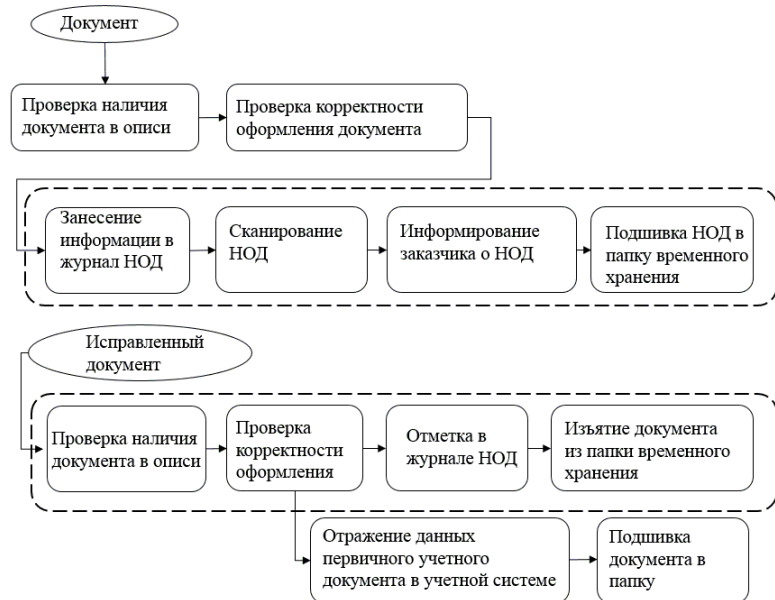 Документ
Проверка наличия
документа в описи
Проверка корректности
оформления документа
Занесение
информации в
журнал НОД
Сканирование
НОД
Информирование
заказчика о НОД
Подшивка НОД в
папку временного
хранения
Исправленный
документ
Проверка наличия
документа в описи
Проверка
корректности
оформления
Отметка в
журнале НОД
Изъятие документа
из папки временного
хранения
Отражение данных
первичного учетного
документа в учетной системе
Подшивка
документа в
папку